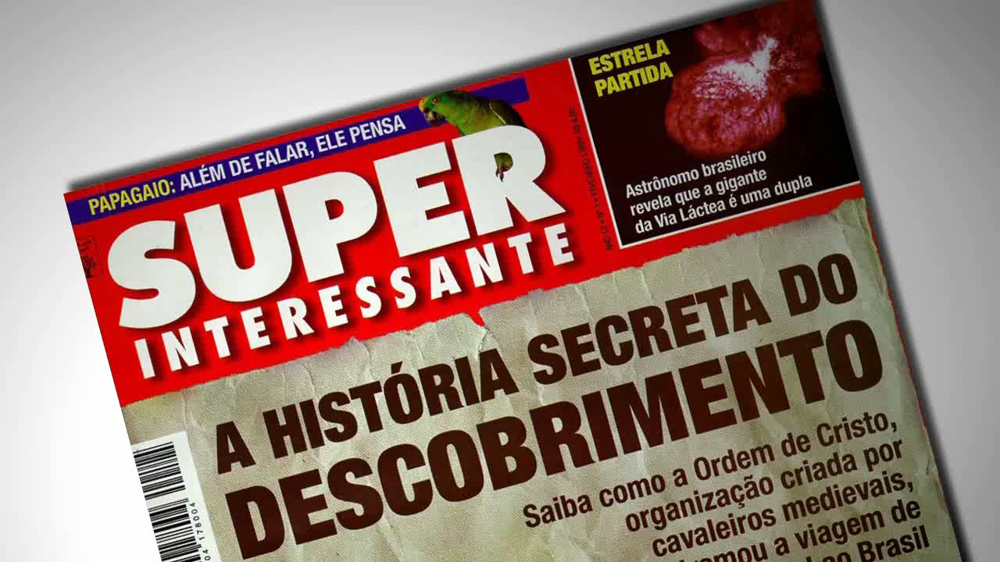 PAPAGAIO: ALÉM DE FALAR, ELE PENSA
SUPER
INTERESSANTE
ESTRELA
PARTIDA
Astrônomo brasileiro
revela que a gigante
da Via Láctea é uma dupla
A HISTÓRIA SECRETA DO
DESCOBRIMENTO
Saiba como a Ordem de Cristo,
organização criada por
cavaleiros medievais,
a viagem de
ao Brasil